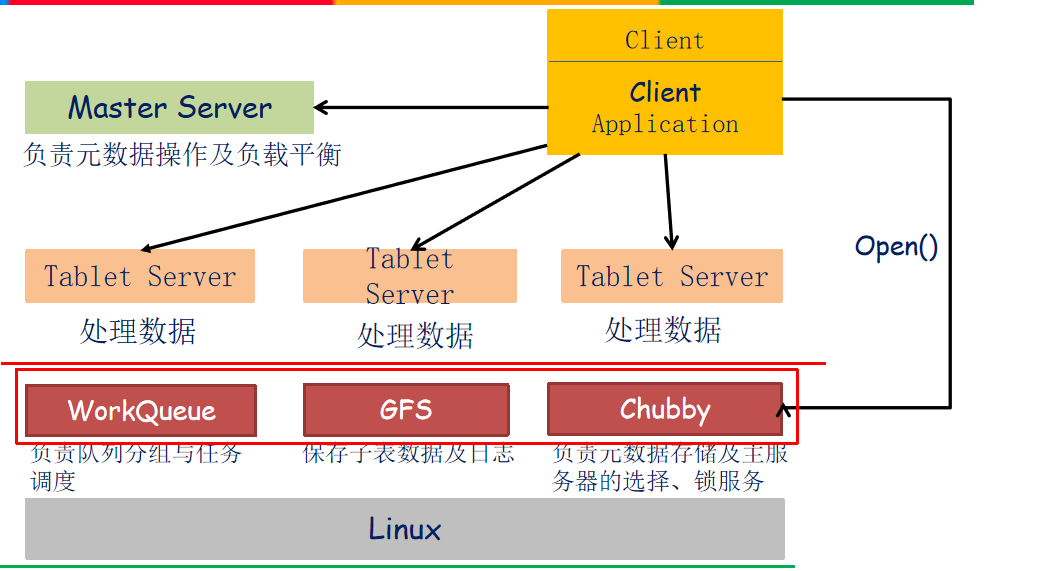 Client
Client
Application
Master Server
负责元数据操作及负载平衡
Open()
Tablet Server
Tablet
Server
Tablet Server
处理数据
处理数据
处理数据
WorkQueue
GFS
Chubby
负责队列分组与任务
调度
保存子表数据及日志
负责元数据存储及主服
务器的选择、锁服务
Linux